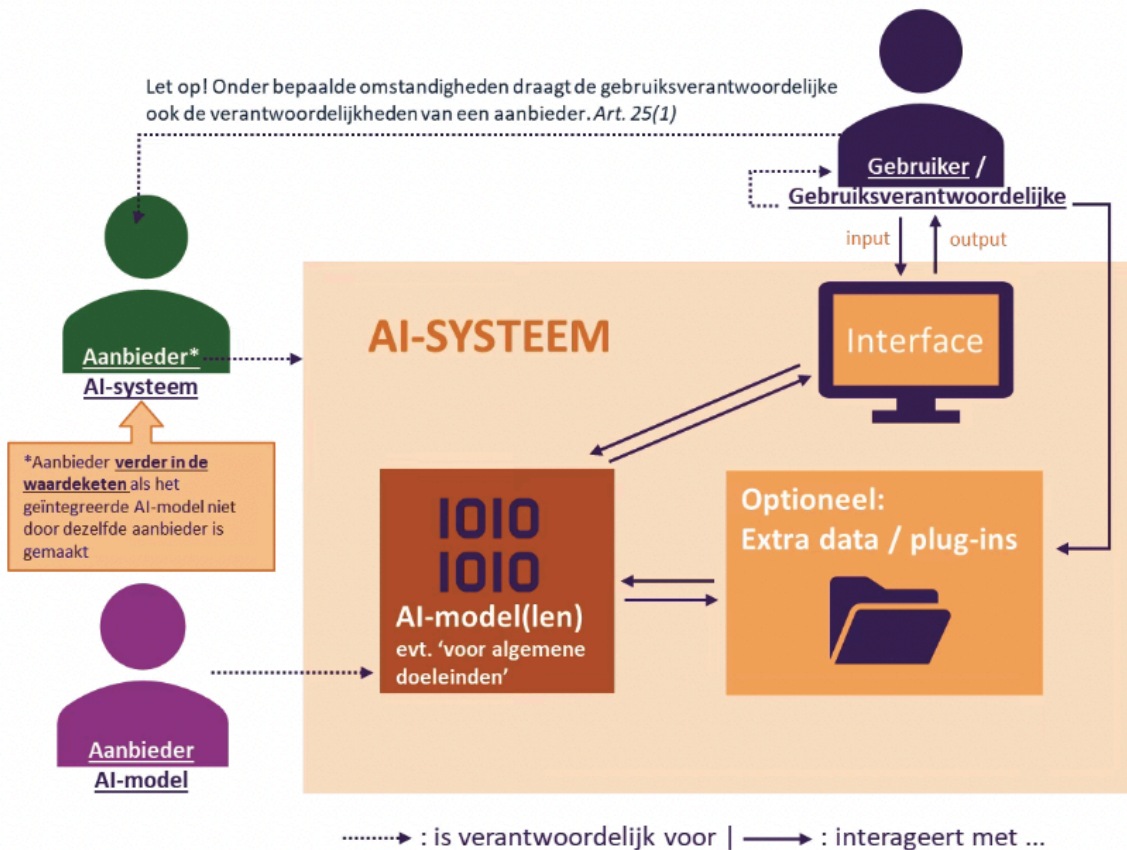 Let op! Onder bepaalde omstandigheden draagt de gebruiksverantwoordelijke
ook de verantwoordelijkheden van een aanbieder. Art. 25(1)
Gebruiker /
Gebruiksverantwoordelijke
input
output
Aanbieder*
AI-systeem
AI-SYSTEEM
Interface
*Aanbieder verder in de
waardeketen als het
geïntegreerde AI-model niet
door dezelfde aanbieder is
gemaakt
IOIO
IOIO
AI-model(len)
evt. ‘voor algemene
doeleinden’
Optioneel:
Extra data / plug-ins
Aanbieder
AI-model
: is verantwoordelijk voor | : interageert met ...